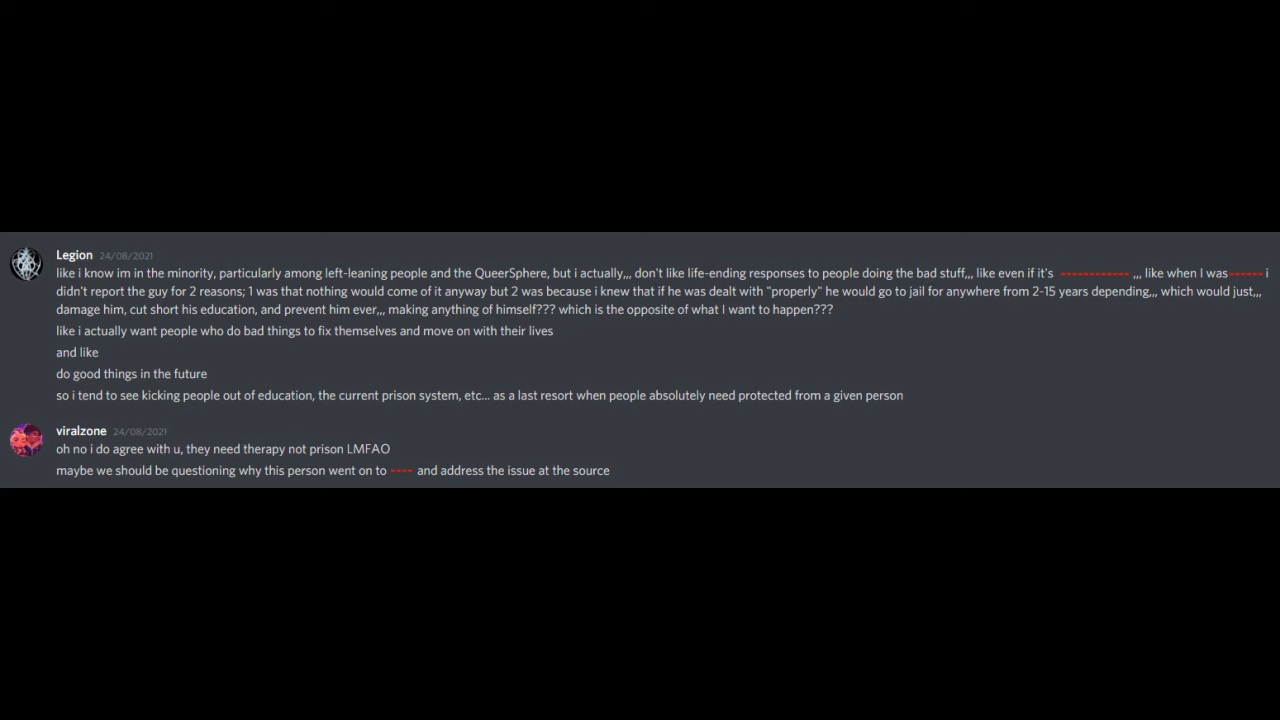 Legion 24/08/2021
like i know im in the minority, particularly among left-leaning people and the QueerSphere, but i actually,,, don't like life-ending responses to people doing the bad stuff,,, like even if it's ------------ ,,, like when I was------ i
didn't report the guy for 2 reasons; 1 was that nothing would come of it anyway but 2 was because i knew that if he was dealt with "properly" he would go to jail for anywhere from 2-15 years depending,,, which would just,,,
damage him, cut short his education, and prevent him ever,,, making anything of himself??? which is the opposite of what I want to happen???
like i actually want people who do bad things to fix themselves and move on with their lives
and like
do good things in the future
so i tend to see kicking people out of education, the current prison system, etc... as a last resort when people absolutely need protected from a given person
viralzone 24/08/2021
oh no i do agree with u, they need therapy not prison LMFAO
maybe we should be questioning why this person went on to ---- and address the issue at the source